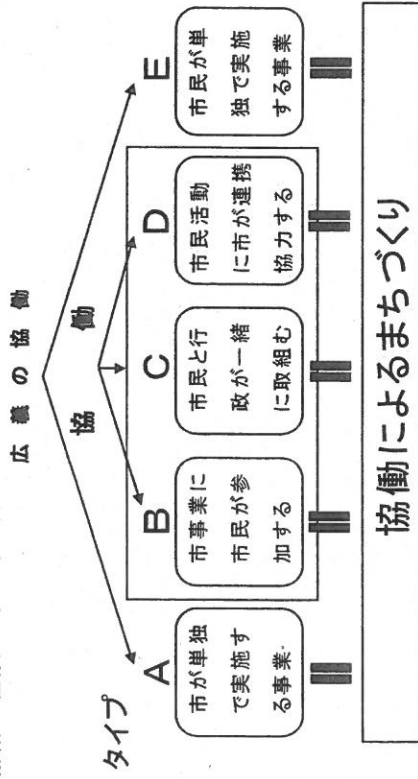 広義の協働
協働
タイプ
A
B
C
D
E
市が単独
で実施す
る事業
市事業に
市民が参
加する
市民と行
政が一緒
に取組む
市民活動
に市が連携
協力する
市民が単
独で実施
する事業
協働によるまちづくり